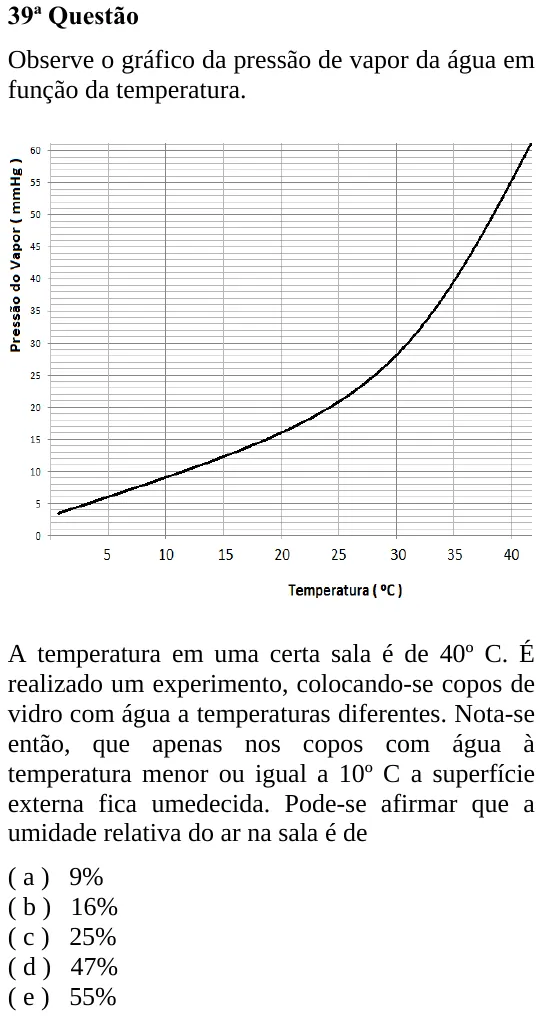 39ª Questão
Observe o gráfico da pressão de vapor da água em
função da temperatura.
60
55
50
45
40
35
30
25
20
15
10
5
0
Pressão do Vapor ( mmHg )
5 10 15 20 25 30 35 40
Temperatura ( ºC )
A temperatura em uma certa sala é de 40º C. É
realizado um experimento, colocando-se copos de
vidro com água a temperaturas diferentes. Nota-se
então, que apenas nos copos com água à
temperatura menor ou igual a 10º C a superfície
externa fica umedecida. Pode-se afirmar que a
umidade relativa do ar na sala é de
( a ) 9%
( b ) 16%
( c ) 25%
( d ) 47%
( e ) 55%